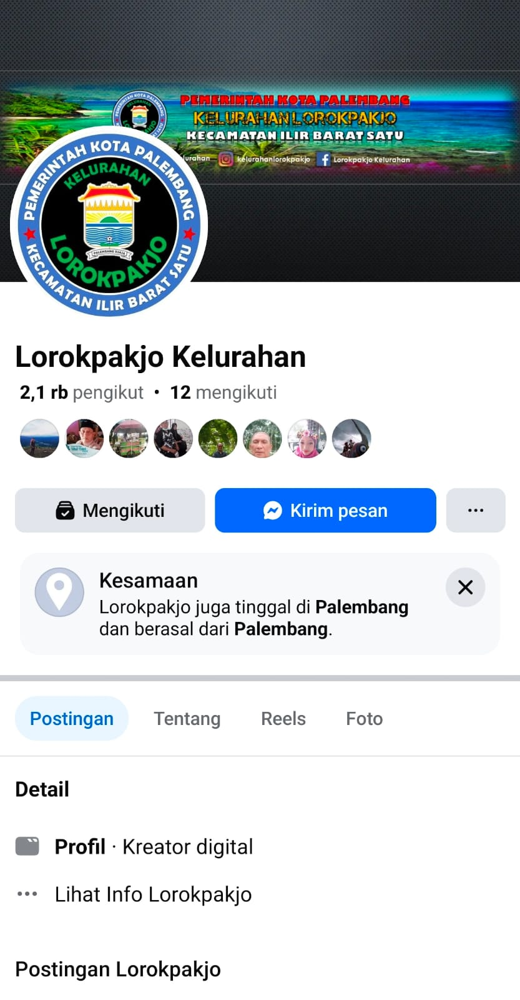 PEMERINTAH KOTA PALEMBANG
KELURAHAN LOROKPAKJO
KECAMATAN ILIR BARAT SATU
kelurahanlorokpakjo
Lorokpakjo Kelurahan
PEMERINTAH KOTA PALEMBANG
KELURAHAN
PALEMBANG DJAJA
LOROKPAKJO
KECAMATAN ILIR BARAT SATU
Lorokpakjo Kelurahan
2,1 rb pengikut • 12 mengikuti
Mengikuti
Kirim pesan
Kesamaan
Lorokpakjo juga tinggal di Palembang
dan berasal dari Palembang.
Postingan Tentang Reels Foto
Detail
Profil · Kreator digital
Lihat Info Lorokpakjo
Postingan Lorokpakjo